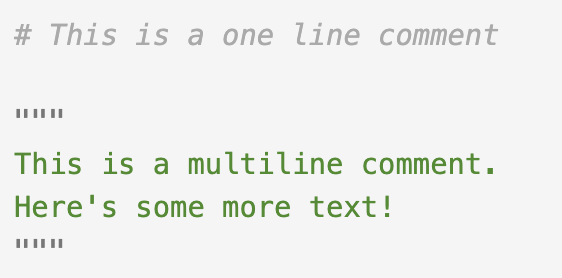 # This is a one line comment
"""
This is a multiline comment.
Here's some more text!
"""